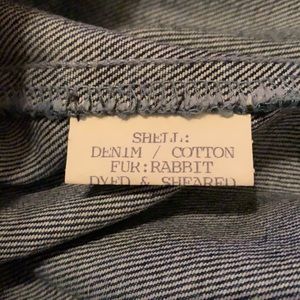 SHELL:
DENIM / COTTON
FUR:RABBIT
DYED & SHEARED